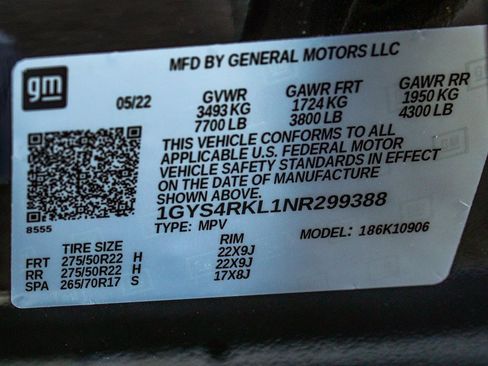 MFD BY GENERAL MOTORS LLC
gm
05/22
GVWR GAWR FRT GAWR RR
3493 KG 1724 KG 1950 KG
7700 LB 3800 LB 4300 LB
THIS VEHICLE CONFORMS TO ALL
APPLICABLE U.S. FEDERAL MOTOR
VEHICLE SAFETY STANDARDS IN EFFECT
ON THE DATE OF MANUFACTURE
SHOWN ABOVE.
1GYS4RKL1NR299388
8555
TYPE: MPV MODEL: 186K10906
TIRE SIZE RIM
FRT 275/50R22 H 22X9J
RR 275/50R22 H 22X9J
SPA 265/70R17 S 17X8J